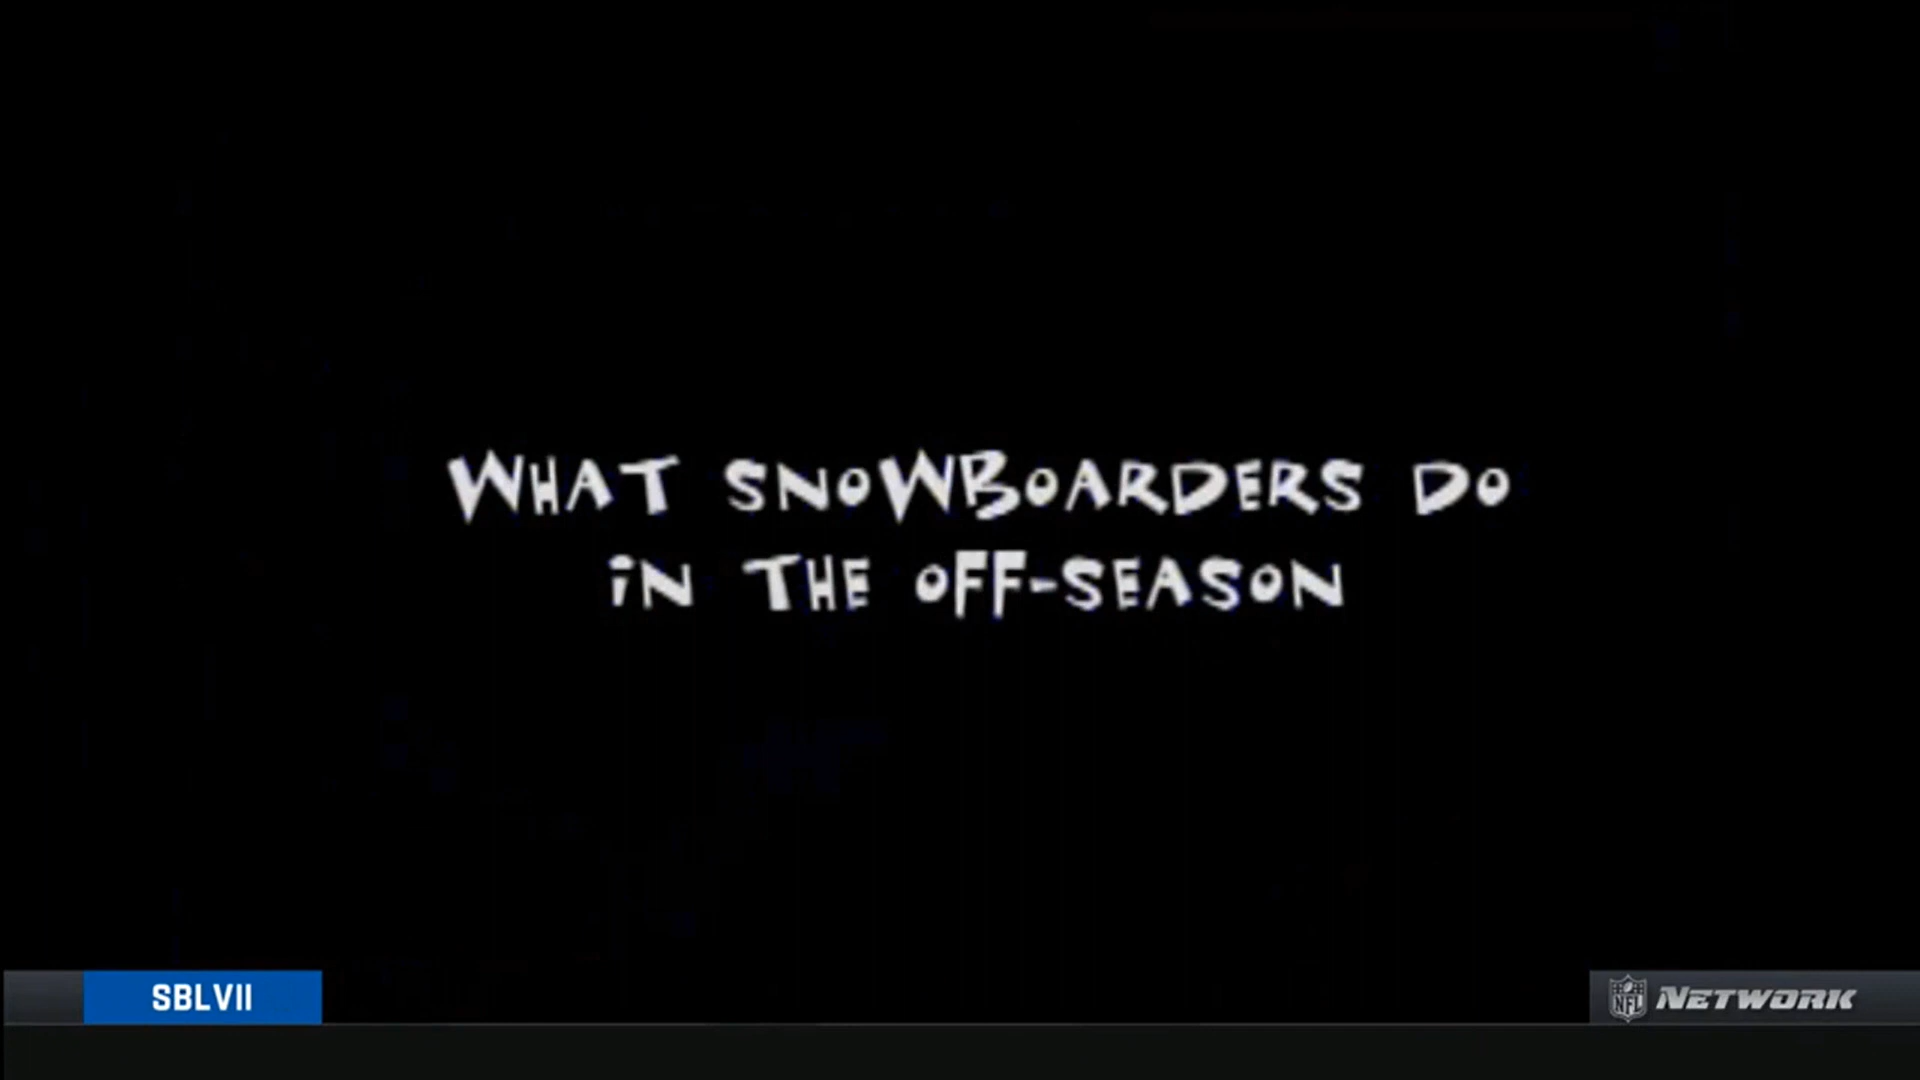 WHAT SNOWBOARDERS DO
iN THE OFF-SEASON
SBLVII
NFL NETWORK